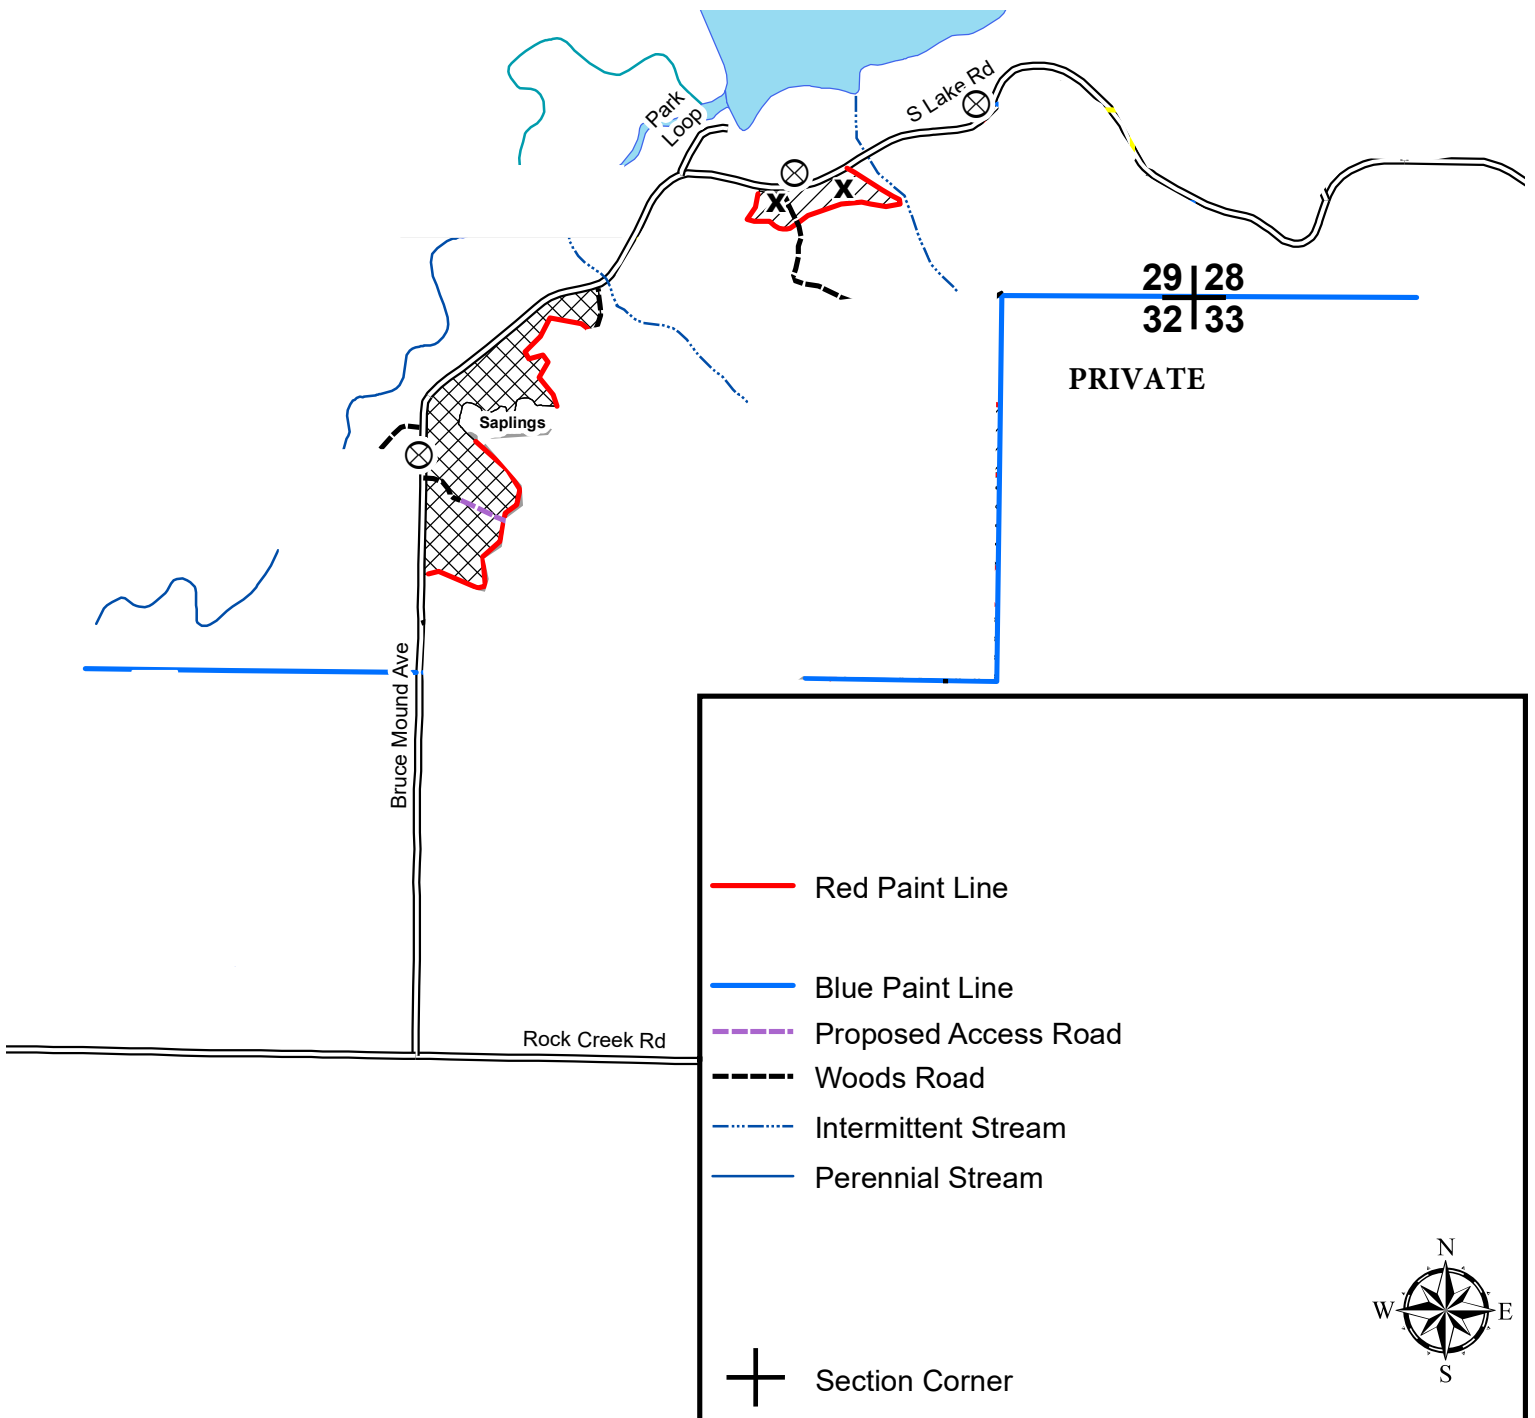 S Lake Rd
Park
Loop
x
x
29 28
32 33
PRIVATE
Saplings
Bruce Mound Ave
Rock Creek Rd
Red Paint Line
Blue Paint Line
Proposed Access Road
Woods Road
Intermittent Stream
Perennial Stream
N
W E
S
Section Corner